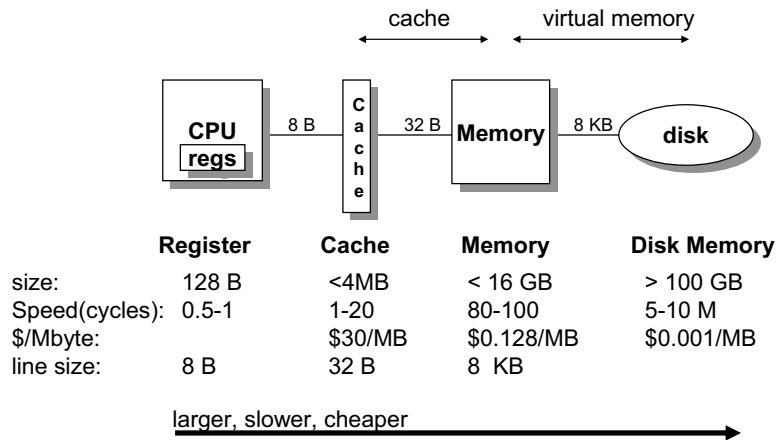 cache virtual memory
CPU
regs
8 B
Cache
32 B
Memory
8 KB
disk
Register Cache Memory Disk Memory
size: 128 B <4MB < 16 GB > 100 GB
Speed(cycles): 0.5-1 1-20 80-100 5-10 M
$/Mbyte: $30/MB $0.128/MB $0.001/MB
line size: 8 B 32 B 8 KB
larger, slower, cheaper